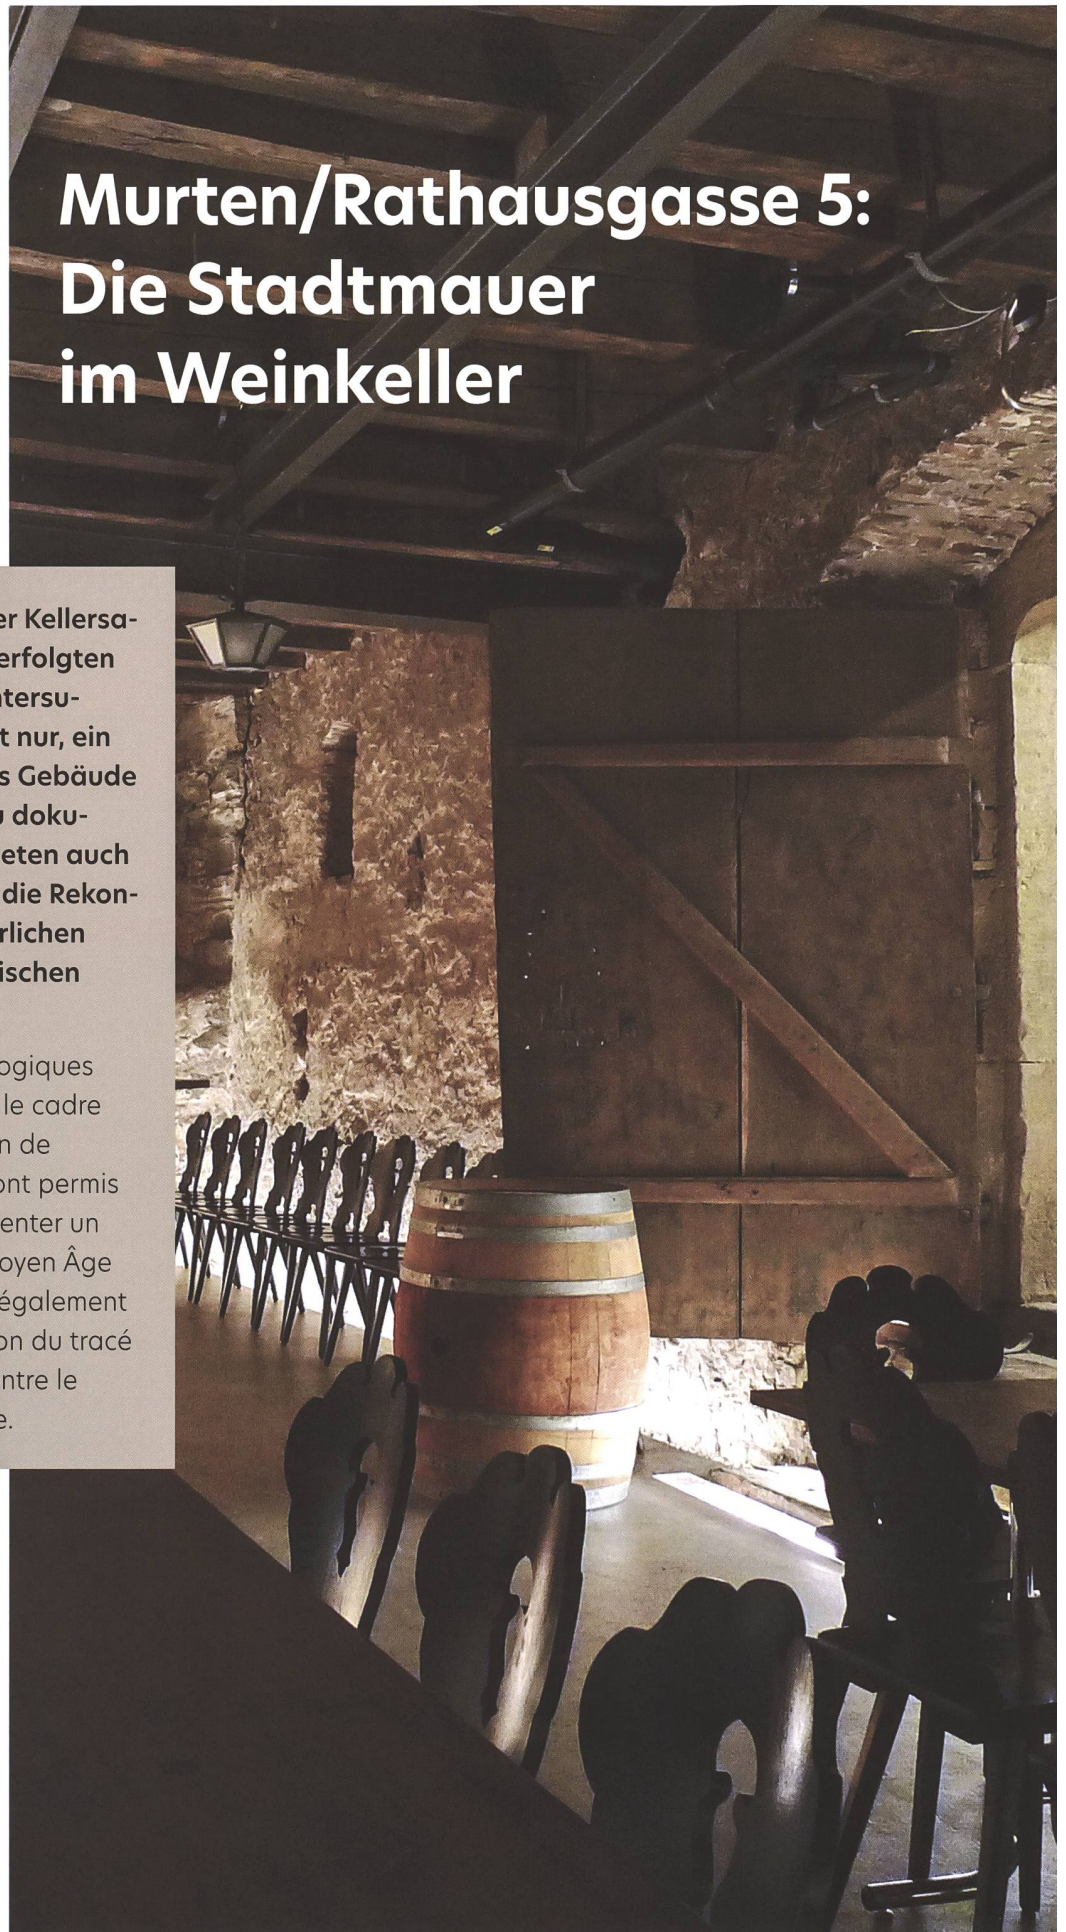 Murten/Rathausgasse 5:
Die Stadtmauer
im Weinkeller
er Kellersa-
erfolgten
ntersu-
t nur, ein
s Gebäude
u doku-
eten auch
die Rekon-
rlichen
ischen
ogiques
le cadre
n de
ont permis
enter un
oyen Âge
également
on du tracé
ntre le
e.